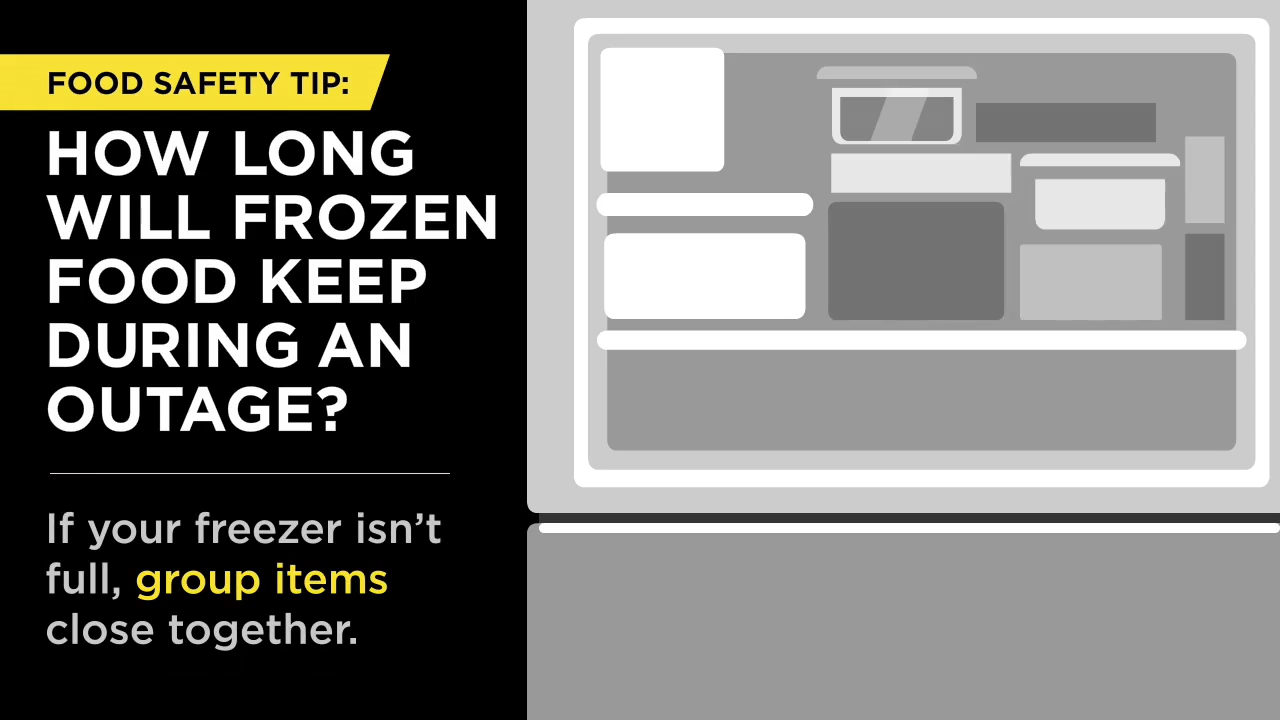 FOOD SAFETY TIP:
HOW LONG
WILL FROZEN
FOOD KEEP
DURING AN
OUTAGE?
If your freezer isn’t
full, group items
close together.